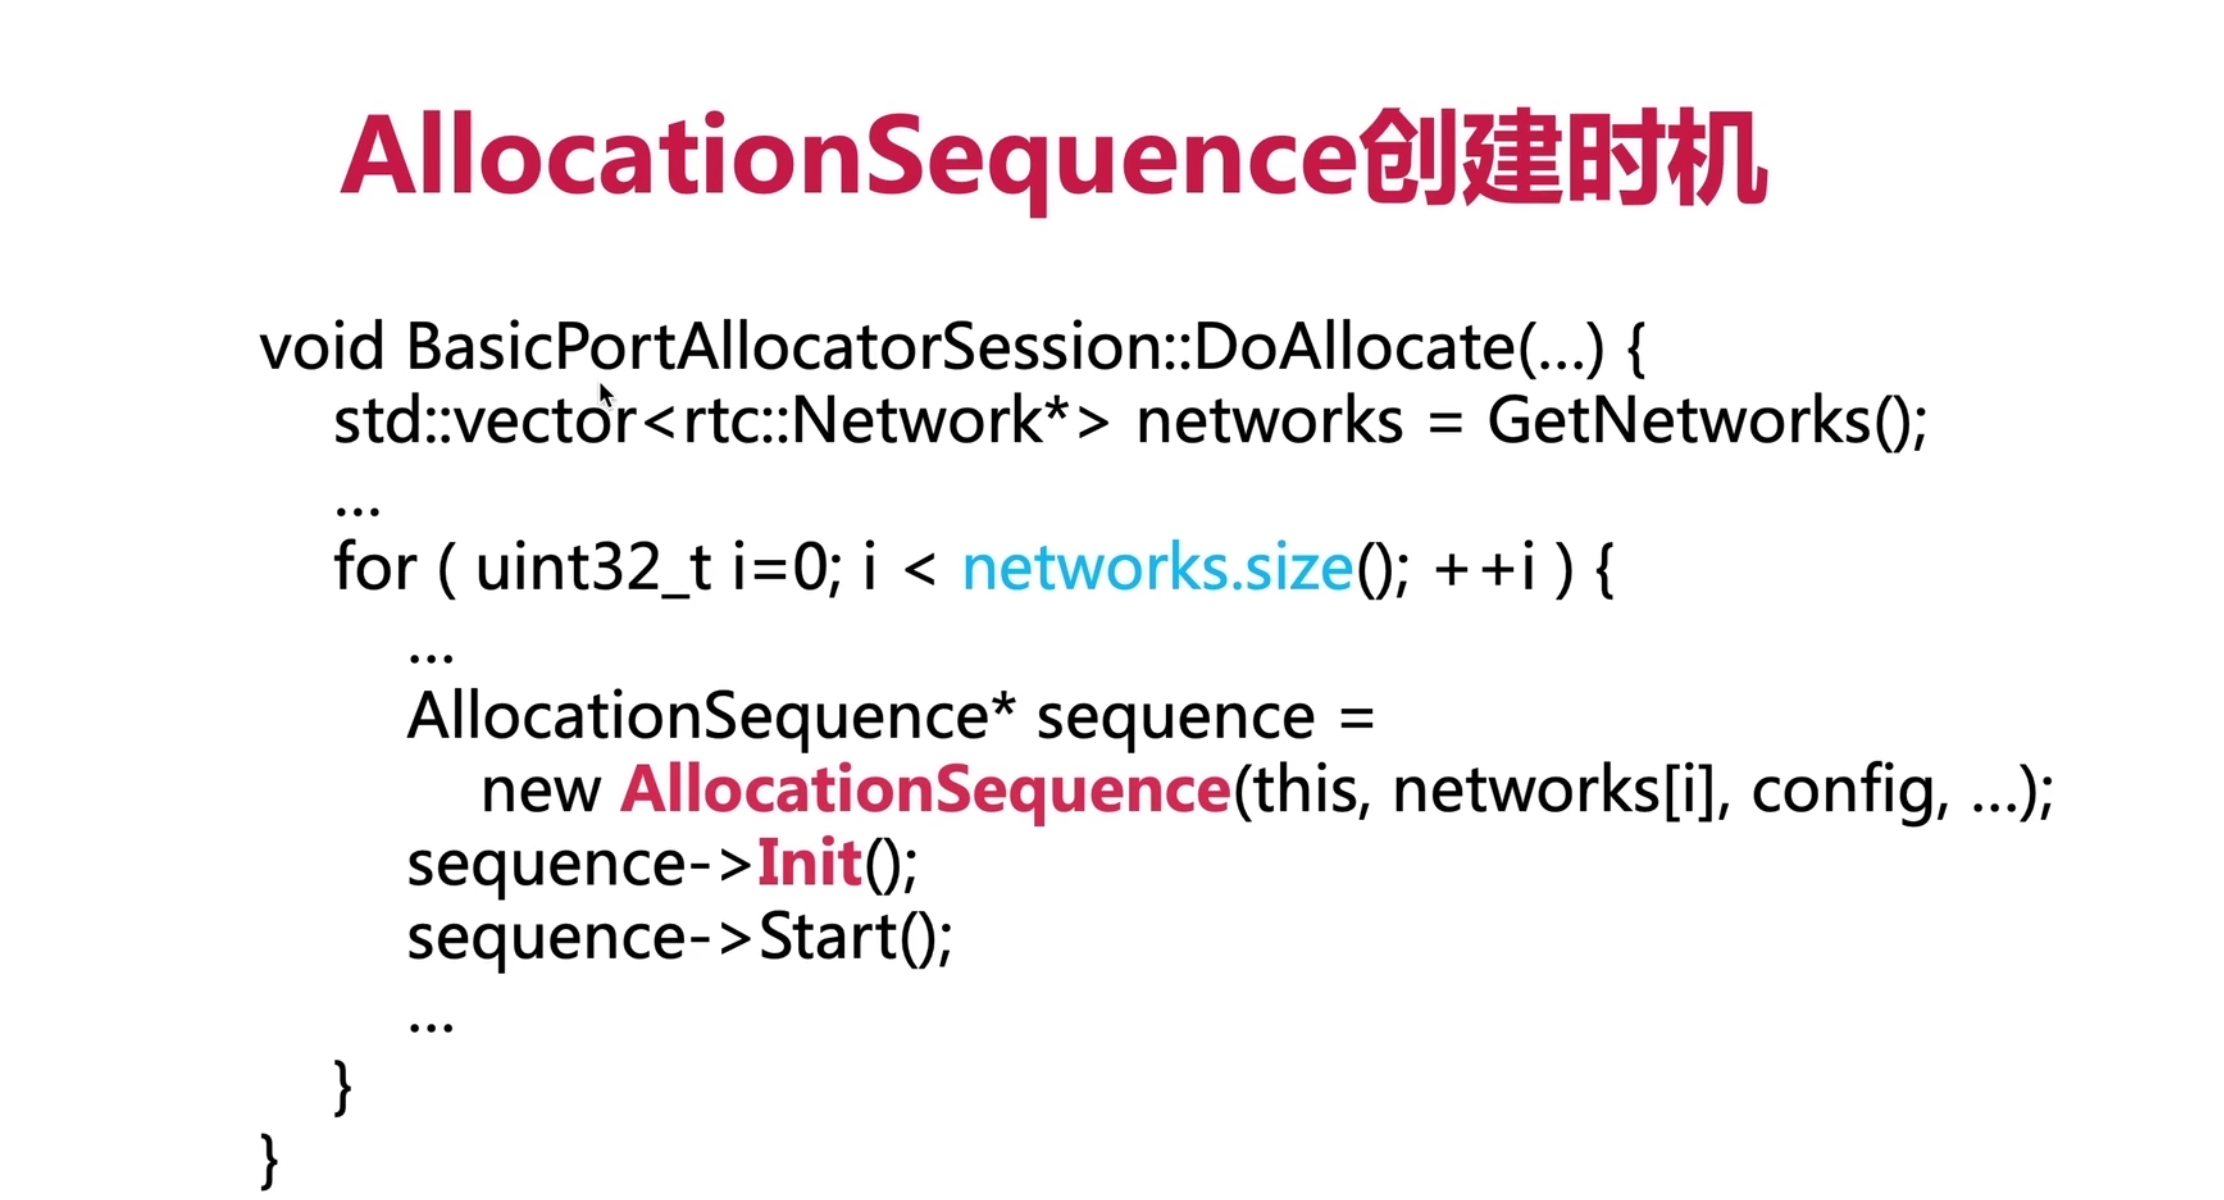 AllocationSequence创建时机
void BasicPortAllocatorSession::DoAllocate(...) {
std::vector<rtc::Network*> networks = GetNetworks();
...
for ( uint32_t i=0; i < networks.size(); ++i ) {
...
AllocationSequence* sequence =
new AllocationSequence(this, networks[i], config, ...);
sequence->Init();
sequence->Start();
...
}
}